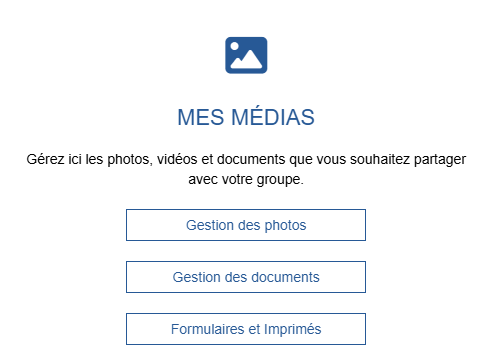 MES MÉDIAS
Gérez ici les photos, vidéos et documents que vous souhaitez partager
avec votre groupe.
Gestion des photos
Gestion des documents
Formulaires et Imprimés